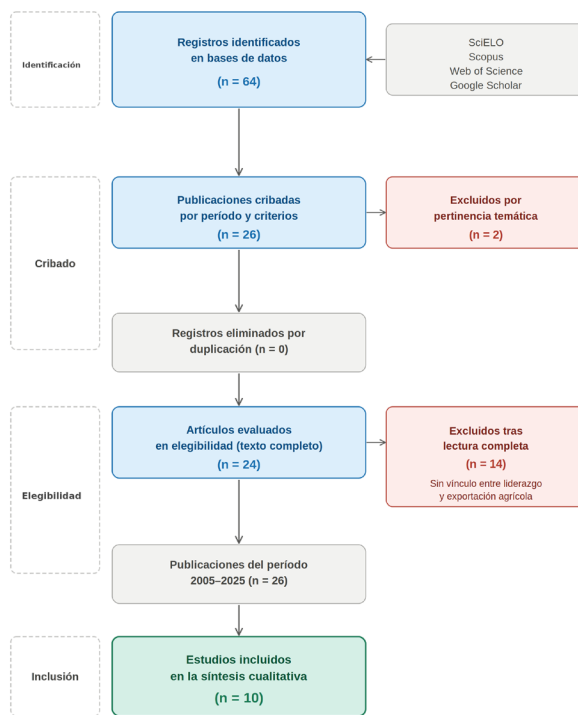 Identificación
Registros identificados
en bases de datos
(n = 64)
SciELO
Scopus
Web of Science
Google Scholar
Cribado
Publicaciones cribadas
por período y criterios
(n = 26)
Excluidos por
pertinencia temática
(n = 2)
Registros eliminados por
duplicación (n = 0)
Elegibilidad
Artículos evaluados
en elegibilidad (texto completo)
(n = 24)
Excluidos tras
lectura completa
(n = 14)
Sin vínculo entre liderazgo
y exportación agrícola
Publicaciones del período
2005–2025 (n = 26)
Inclusión
Estudios incluidos
en la síntesis cualitativa
(n = 10)